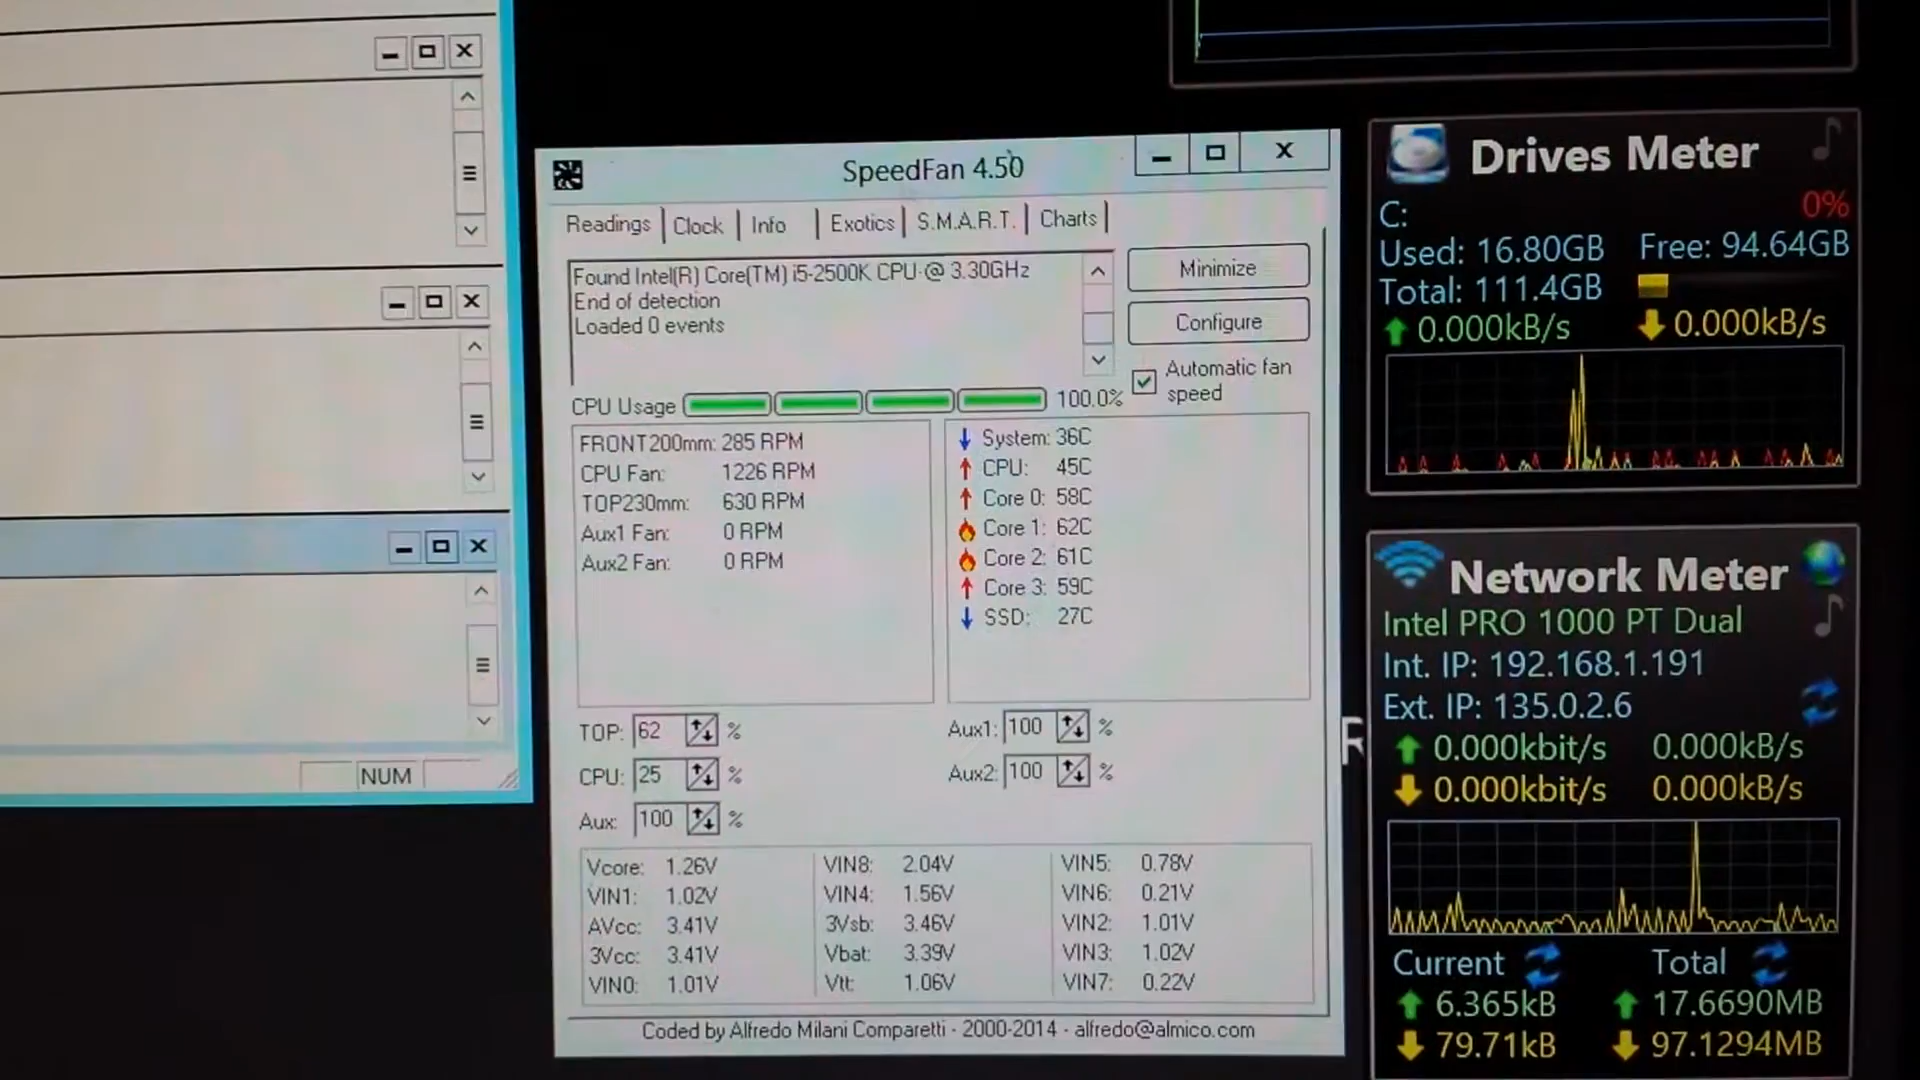 NUM
SpeedFan 4.50
Readings Clock Info Exotics S.M.A.R.T. Charts
Found Intel(R) Core(TM) i5-2500K CPU @ 3.30GHz
End of detection
Loaded 0 events
Minimize
Configure
Automatic fan
speed
CPU Usage 100.0%
FRONT200mm: 285 RPM
CPU Fan: 1226 RPM
TOP230mm: 630 RPM
Aux1 Fan: 0 RPM
Aux2 Fan: 0 RPM
System: 36C
CPU: 45C
Core 0: 58C
Core 1: 62C
Core 2: 61C
Core 3: 59C
SSD: 27C
TOP: 62 %
CPU: 25 %
Aux: 100 %
Aux1: 100 %
Aux2: 100 %
Vcore: 1.26V VIN8: 2.04V VIN5: 0.78V
VIN1: 1.02V VIN4: 1.56V VIN6: 0.21V
AVcc: 3.41V 3Vsb: 3.46V VIN2: 1.01V
3Vcc: 3.41V Vbat: 3.39V VIN3: 1.02V
VIN0: 1.01V Vtt: 1.06V VIN7: 0.22V
Coded by Alfredo Milani Comparetti - 2000-2014 - alfredo@almico.com
R
Drives Meter
C: 0%
Used: 16.80GB Free: 94.64GB
Total: 111.4GB
0.000kB/s 0.000kB/s
Network Meter
Intel PRO 1000 PT Dual
Int. IP: 192.168.1.191
Ext. IP: 135.0.2.6
0.000kbit/s 0.000kB/s
0.000kbit/s 0.000kB/s
Current Total
6.365kB 17.6690MB
79.71kB 97.1294MB